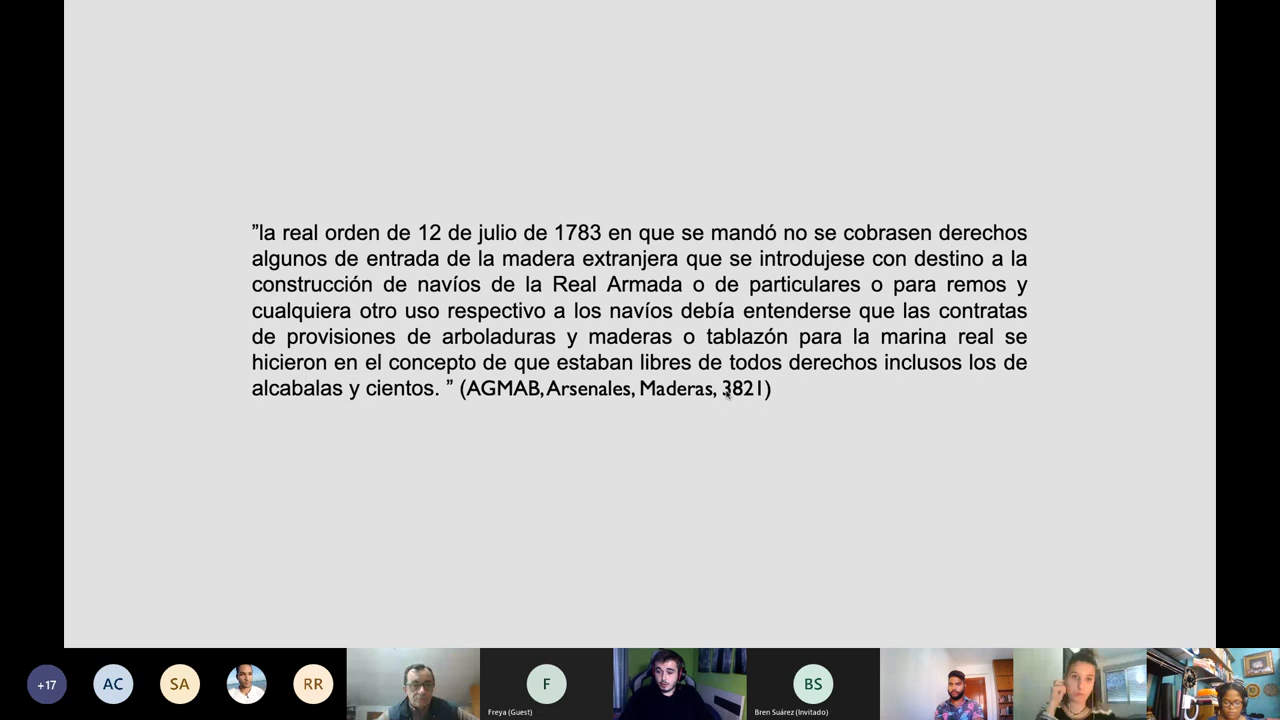 ”la real orden de 12 de julio de 1783 en que se mandó no se cobrasen derechos
algunos de entrada de la madera extranjera que se introdujese con destino a la
construcción de navíos de la Real Armada o de particulares o para remos y
cualquiera otro uso respectivo a los navíos debía entenderse que las contratas
de provisiones de arboladuras y maderas o tablazón para la marina real se
hicieron en el concepto de que estaban libres de todos derechos inclusos los de
alcabalas y cientos. ” (AGMAB, Arsenales, Maderas, 3821)
+17
AC
SA
RR
F
Freya (Guest)
BS
Bren Suárez (Invitado)